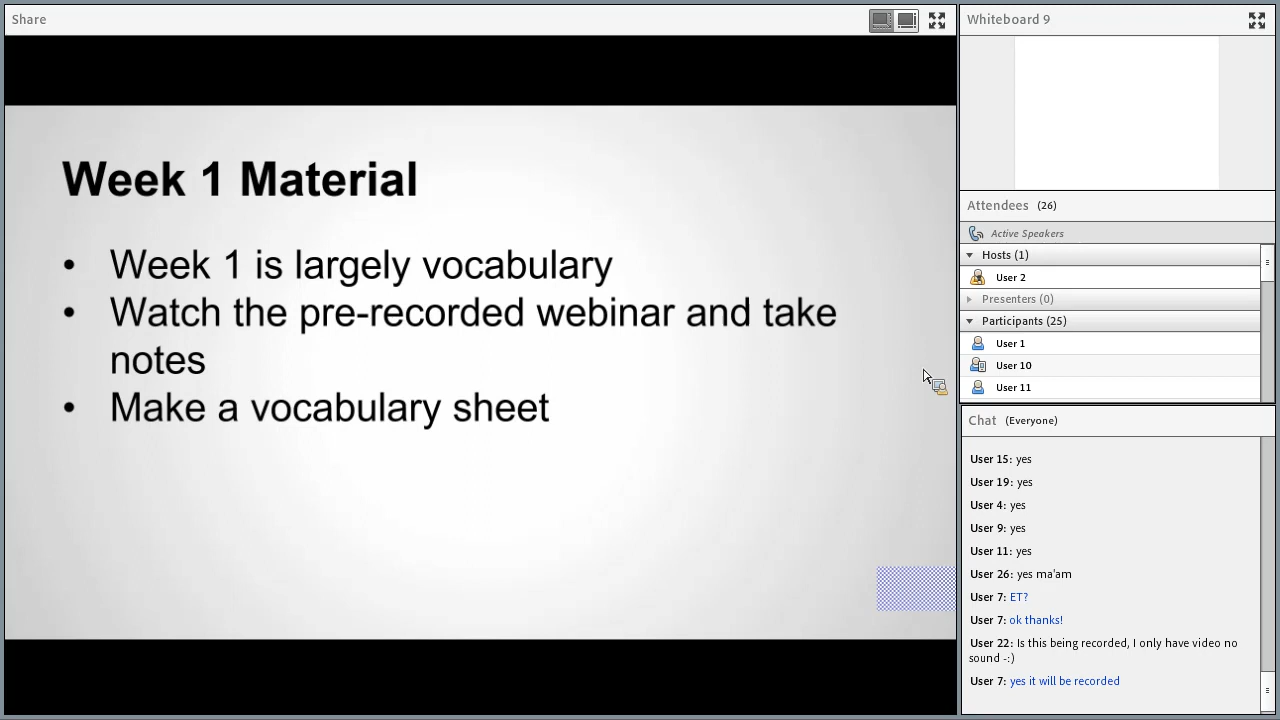 Share
Week 1 Material
• Week 1 is largely vocabulary
• Watch the pre-recorded webinar and take
notes
• Make a vocabulary sheet
Whiteboard 9
Attendees (26)
Active Speakers
Hosts (1)
User 2
Presenters (0)
Participants (25)
User 1
User 10
User 11
Chat (Everyone)
User 15: yes
User 19: yes
User 4: yes
User 9: yes
User 11: yes
User 26: yes ma'am
User 7: ET?
User 7: ok thanks!
User 22: Is this being recorded, I only have video no
sound -:)
User 7: yes it will be recorded